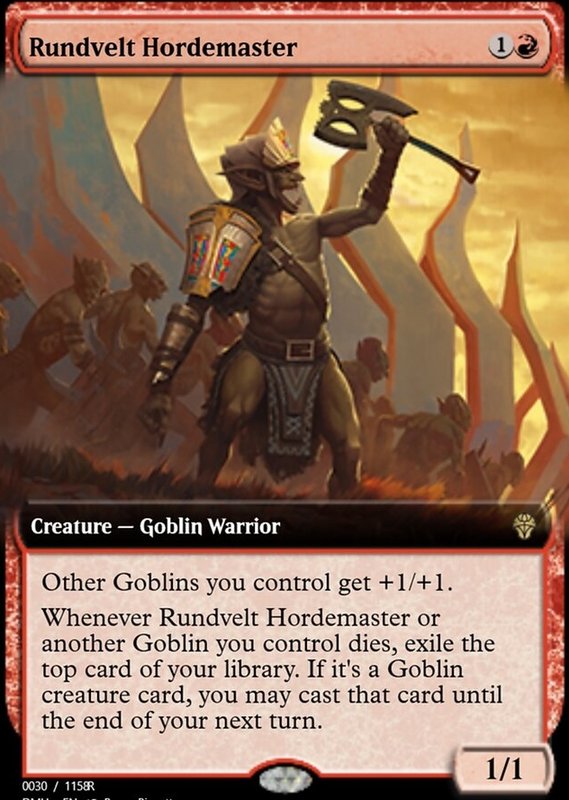 Rundvelt Hordemaster 1
Creature — Goblin Warrior
Other Goblins you control get +1/+1.
Whenever Rundvelt Hordemaster or
another Goblin you control dies, exile the
top card of your library. If it's a Goblin
creature card, you may cast that card until
the end of your next turn.
1/1
0030 / 1158R